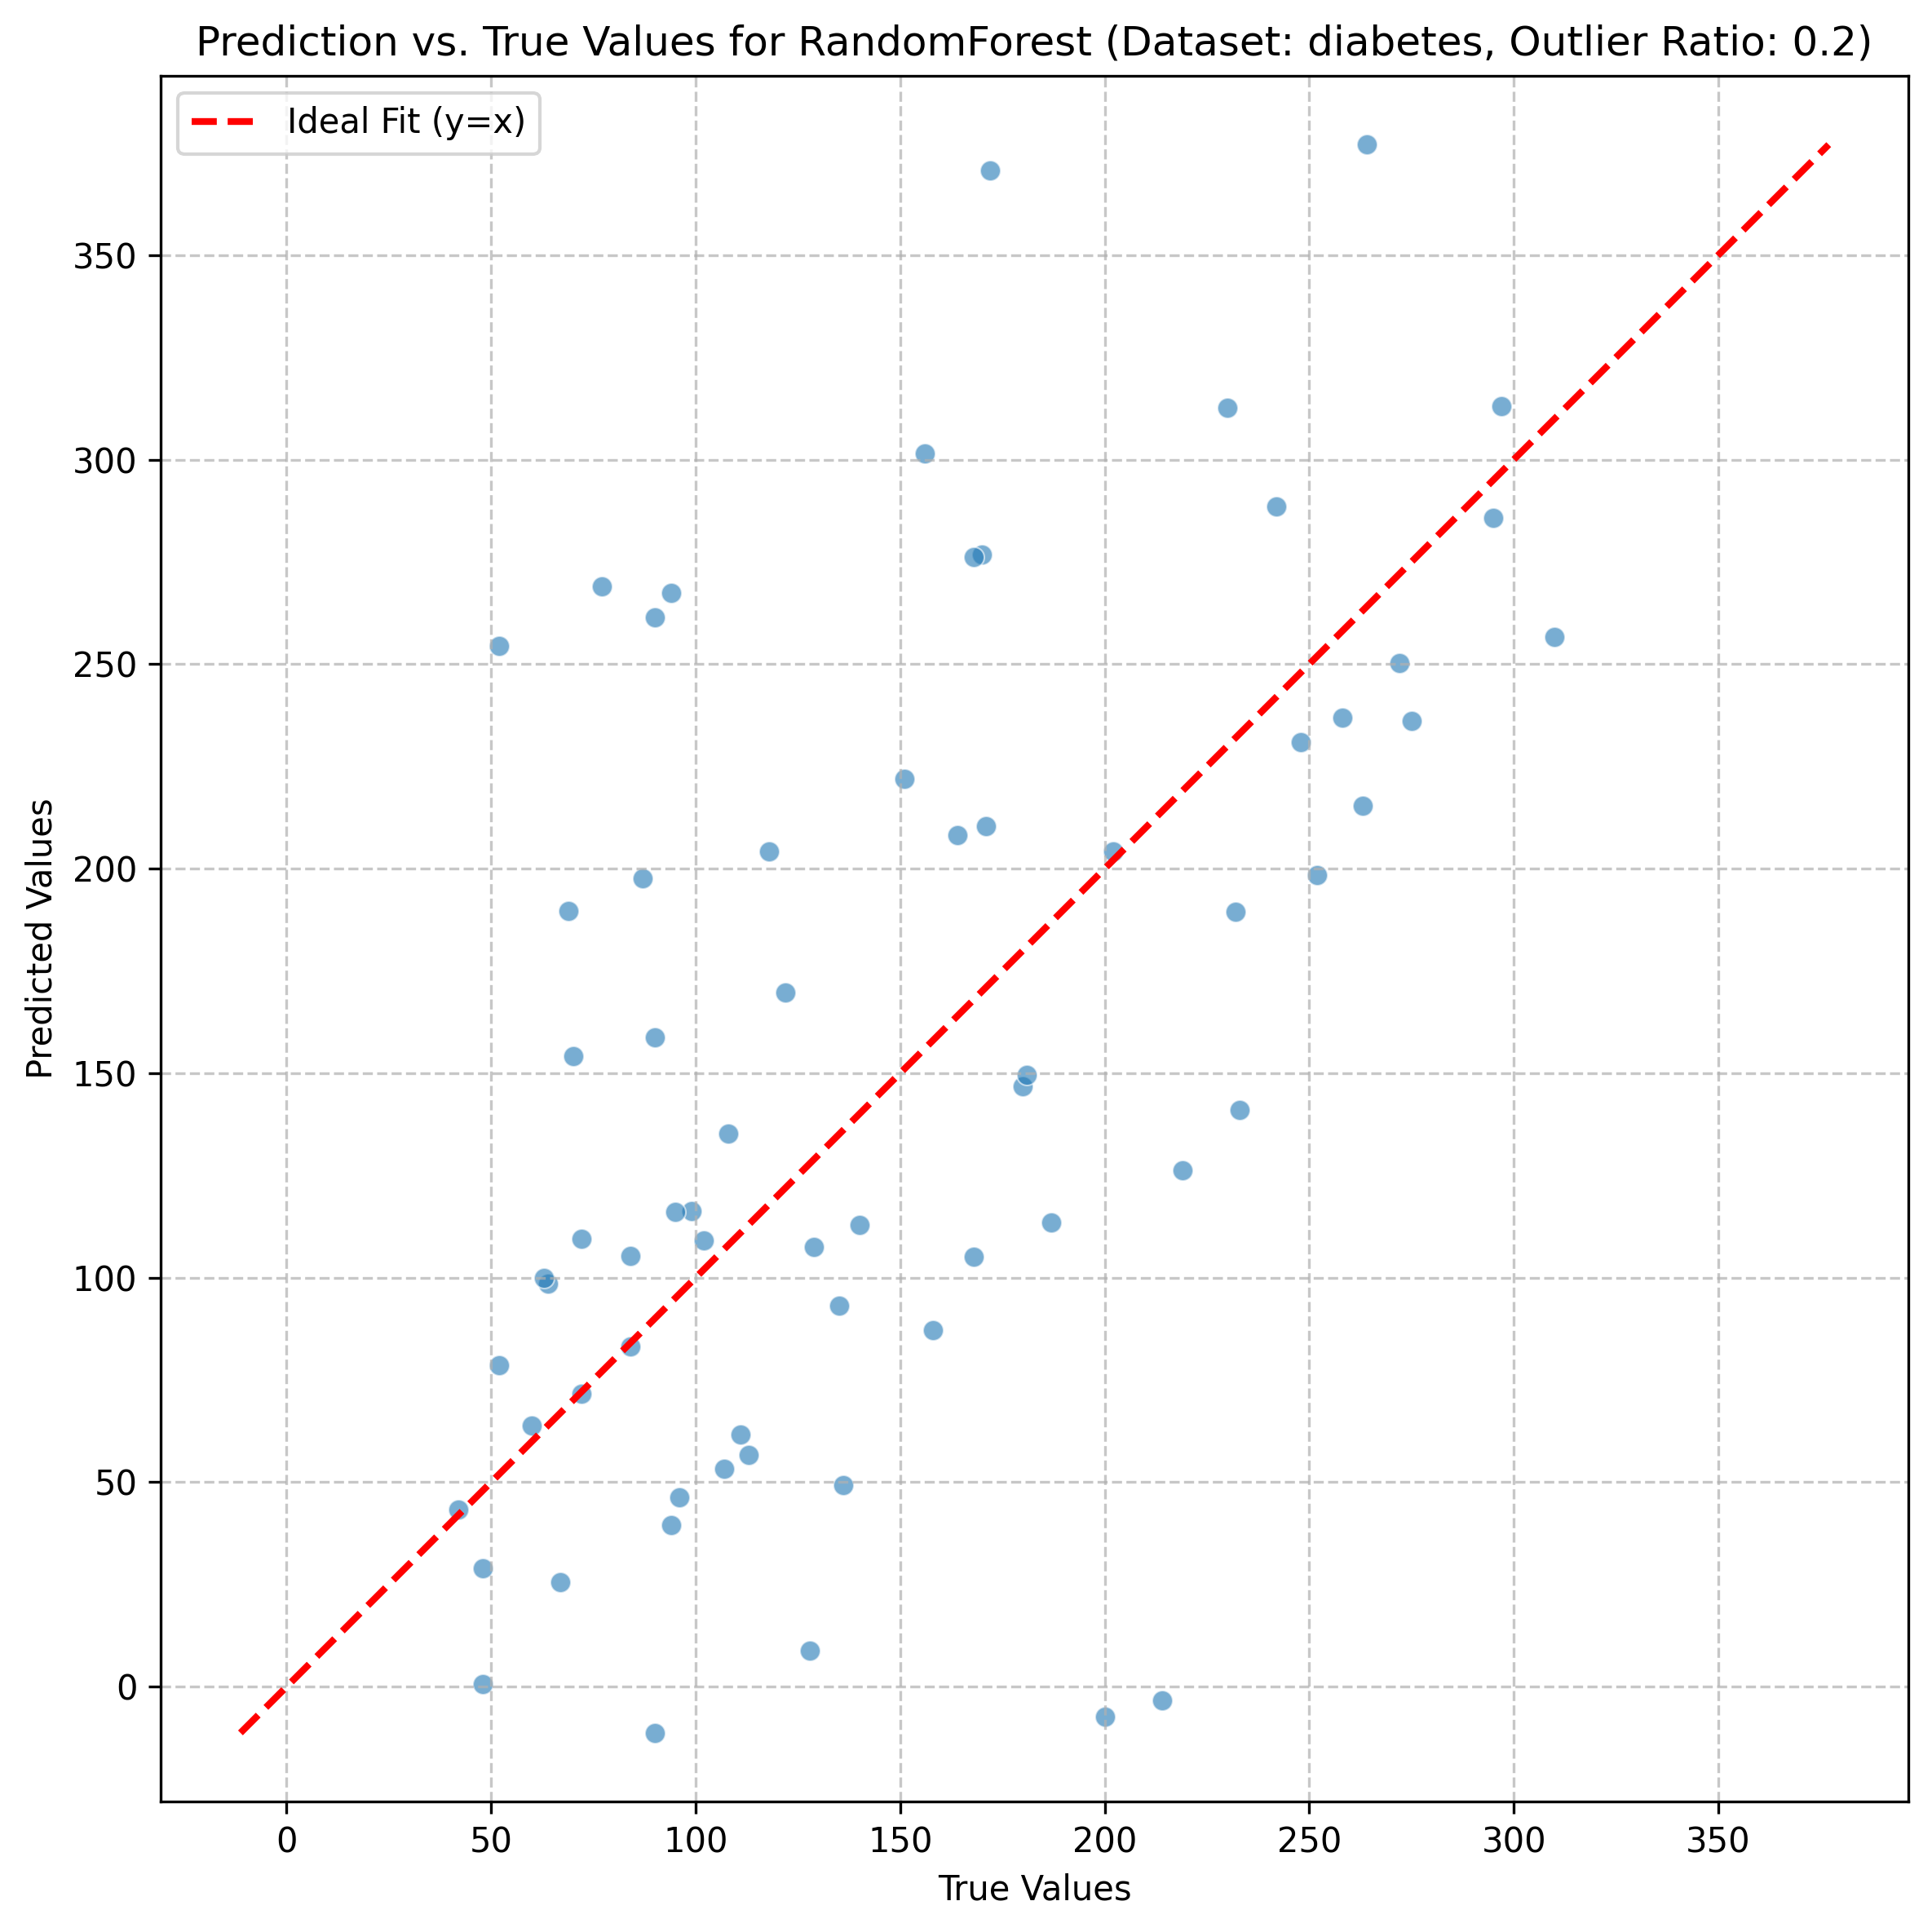 Prediction vs. True Values for RandomForest (Dataset: diabetes, Outlier Ratio: 0.2)
Ideal Fit (y=x)
Predicted Values
350
300
250
200
150
100
50
0
0 50 100 150 200 250 300 350
True Values